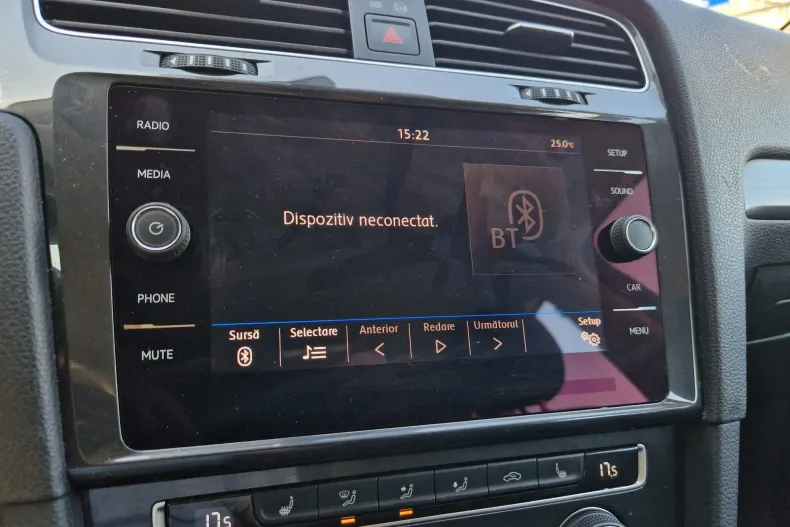 RADIO
MEDIA
PHONE
MUTE
15:22
25.0°C
Dispozitiv neconectat.
BT
Sursă
Selectare
Anterior
Redare
Următorul
Setup
SETUP
SOUND
CAR
MENU
17.5
17.5